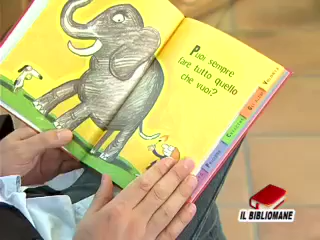 Puoi sempre
fare tutto quello
che vuoi?
IL BIBLIOMANE